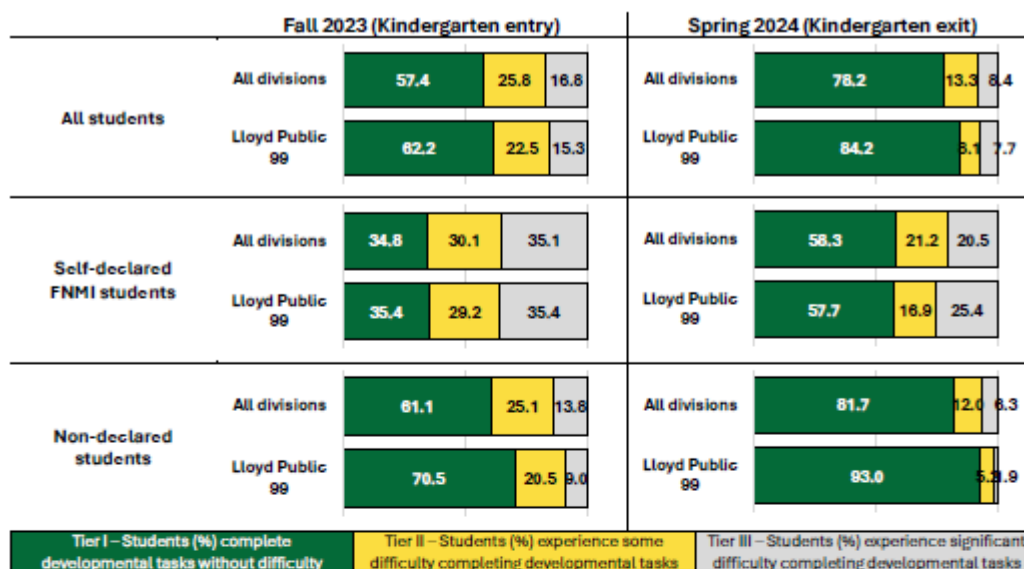 Fall 2023 (Kindergarten entry) Spring 2024 (Kindergarten exit)
All students
All divisions 57.4 25.8 16.8 All divisions 78.2 13.3 8.4
Lloyd Public 99 62.2 22.5 15.3 Lloyd Public 99 84.2 8.1 7.7
Self-declared FNMI students
All divisions 34.8 30.1 35.1 All divisions 58.3 21.2 20.5
Lloyd Public 99 35.4 29.2 35.4 Lloyd Public 99 57.7 16.9 25.4
Non-declared students
All divisions 61.1 25.1 13.8 All divisions 81.7 12.0 6.3
Lloyd Public 99 70.5 20.5 9.0 Lloyd Public 99 93.0
Tier I – Students (%) complete developmental tasks without difficulty
Tier II – Students (%) experience some difficulty completing developmental tasks
Tier III – Students (%) experience significant difficulty completing developmental tasks